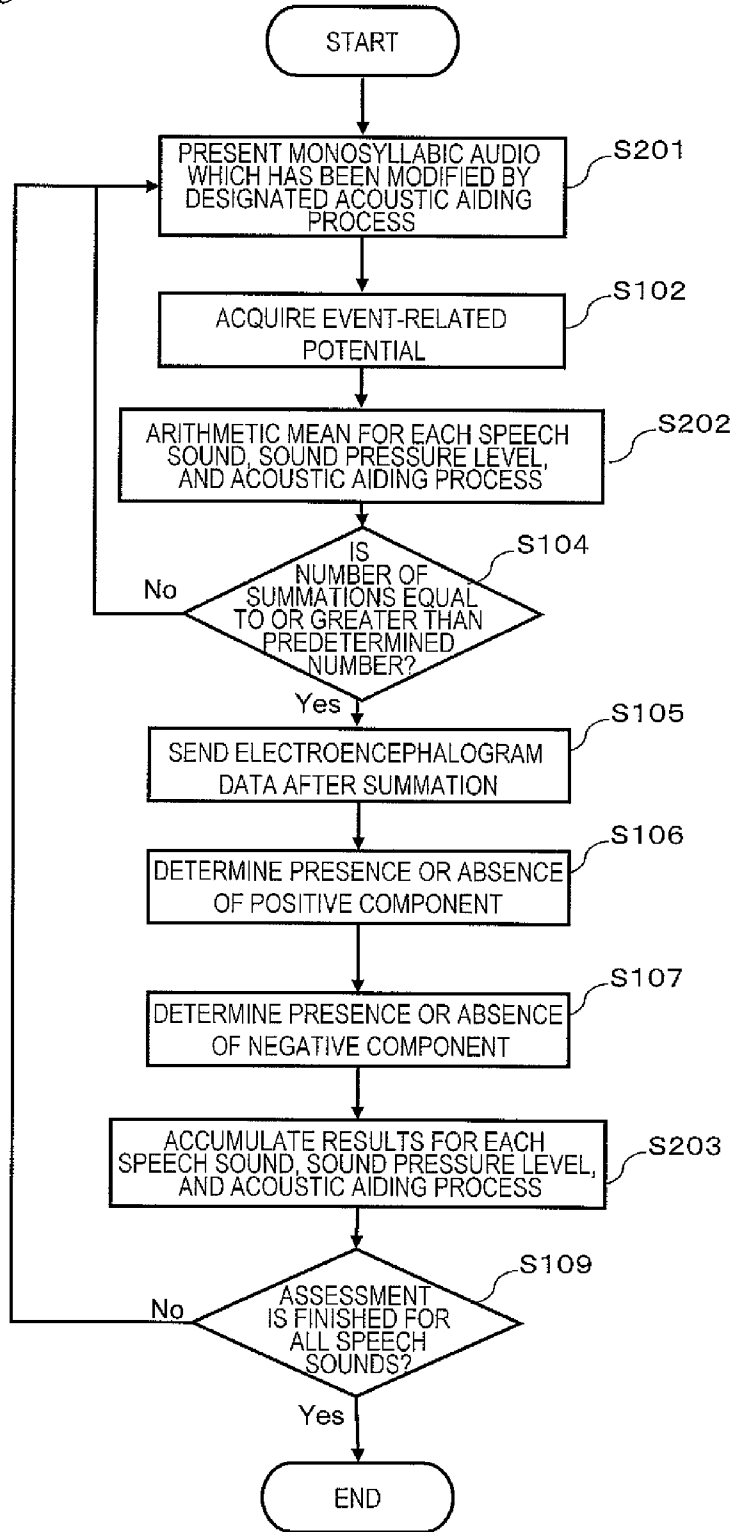 START
PRESENT MONOSYLLABIC AUDIO
WHICH HAS BEEN MODIFIED BY
DESIGNATED ACOUSTIC AIDING
PROCESS
S201
ACQUIRE EVENT-RELATED
POTENTIAL
S102
ARITHMETIC MEAN FOR EACH SPEECH
SOUND, SOUND PRESSURE LEVEL,
AND ACOUSTIC AIDING PROCESS
S202
IS
NUMBER OF
SUMMATIONS EQUAL
TO OR GREATER THAN
PREDETERMINED
NUMBER?
S104
No
Yes
SEND ELECTROENCEPHALOGRAM
DATA AFTER SUMMATION
S105
DETERMINE PRESENCE OR ABSENCE
OF POSITIVE COMPONENT
S106
DETERMINE PRESENCE OR ABSENCE
OF NEGATIVE COMPONENT
S107
ACCUMULATE RESULTS FOR EACH
SPEECH SOUND, SOUND PRESSURE LEVEL,
AND ACOUSTIC AIDING PROCESS
S203
ASSESSMENT
IS FINISHED FOR
ALL SPEECH
SOUNDS?
S109
No
Yes
END